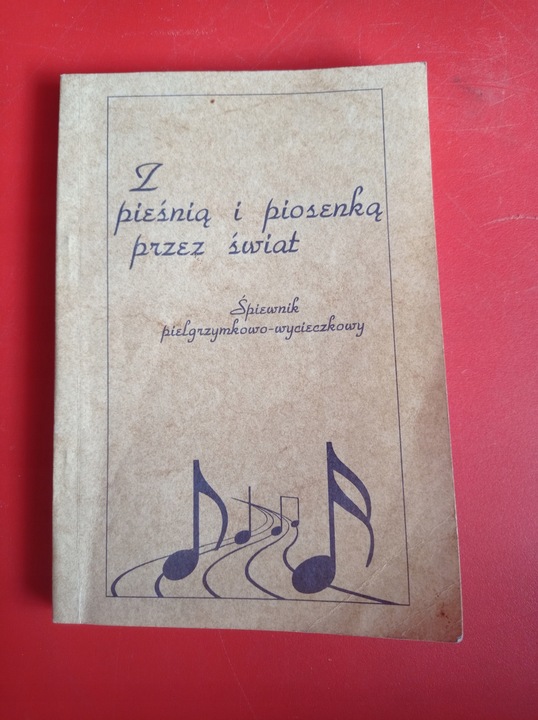 Z
pieśnią i piosenką
przez świat
Śpiewnik
pielgrzymkowo-wycieczkowy